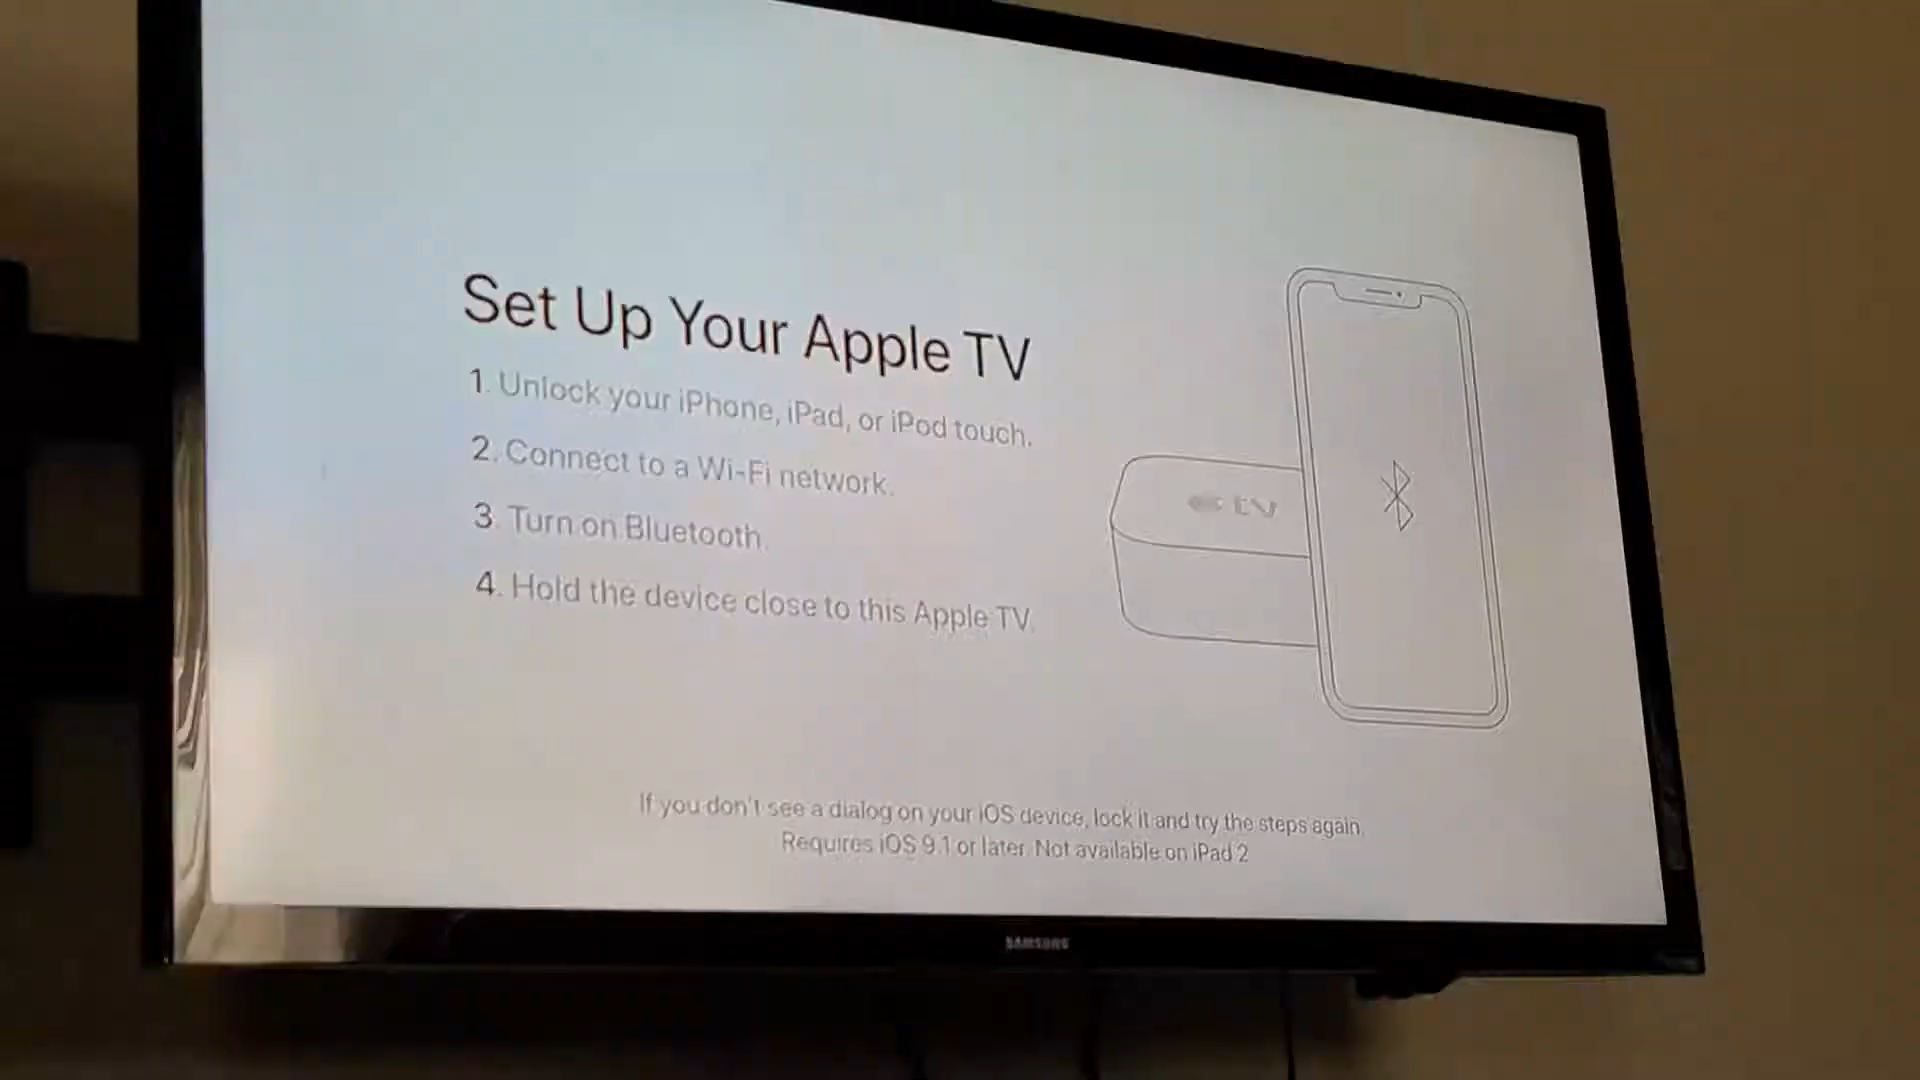 Set Up Your Apple TV
1. Unlock your iPhone, iPad, or iPod touch.
2. Connect to a Wi-Fi network.
3. Turn on Bluetooth.
4. Hold the device close to this Apple TV.
tv
If you don't see a dialog on your iOS device, lock it and try the steps again.
Requires iOS 9.1 or later. Not available on iPad 2
SAMSUNG